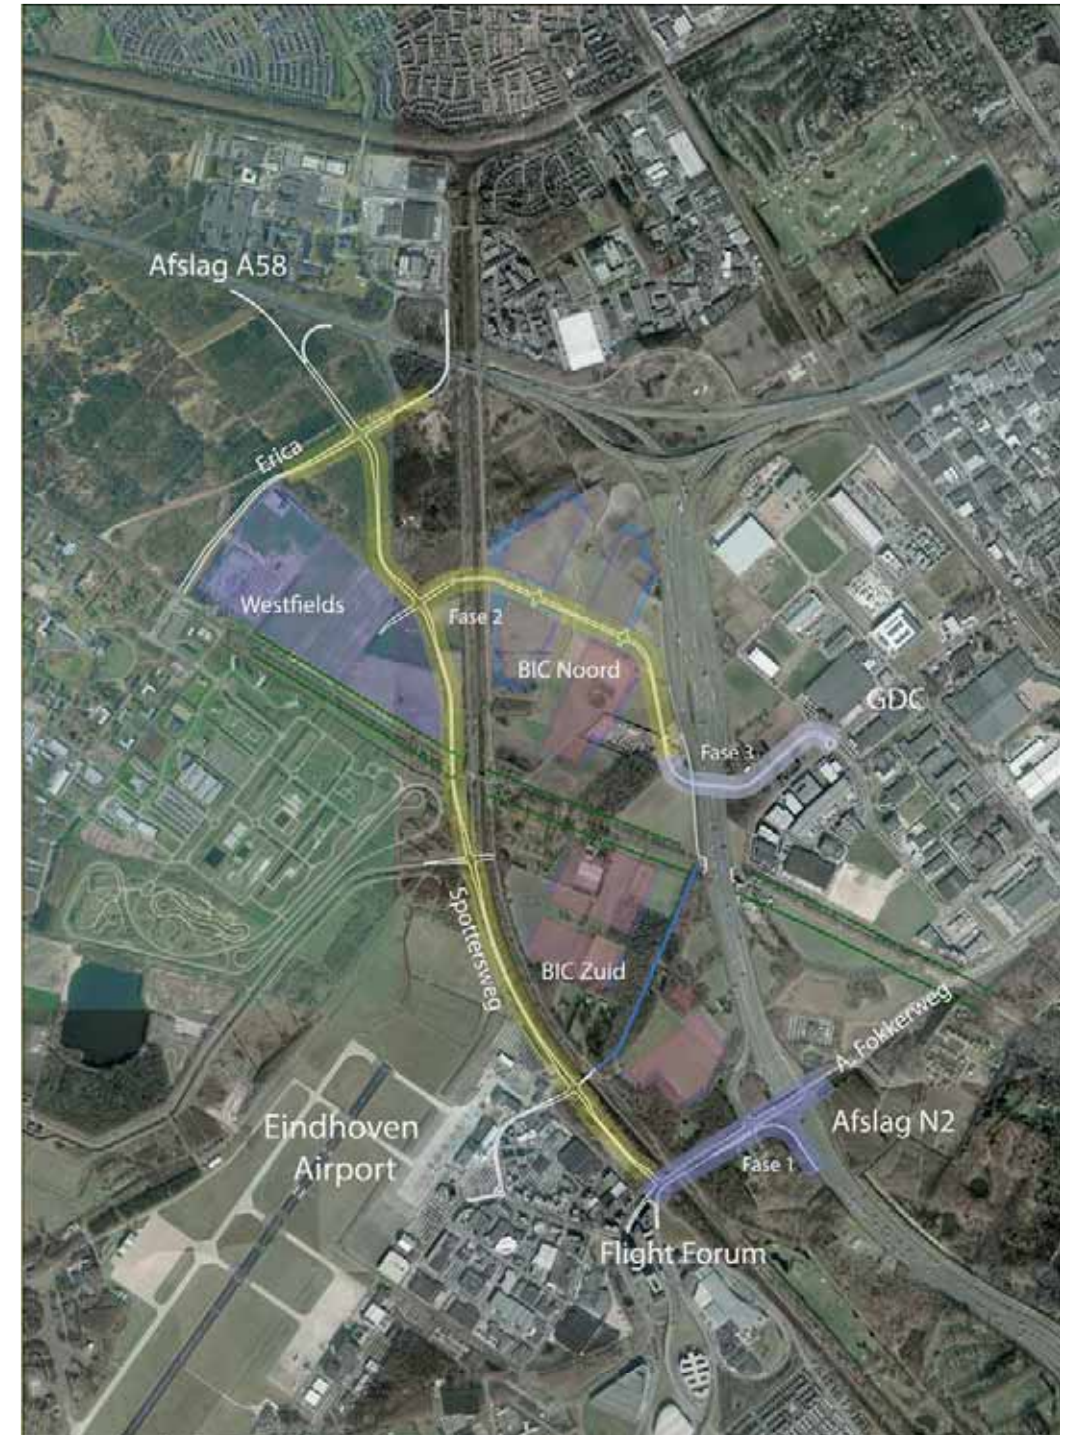 Afslag A58
Erica
Westfields
Fase 2
BIC Noord
GDC
Fase 3
Spottersweg
BIC Zuid
A. Fokkerweg
Eindhoven
Airport
Afslag N2
Fase 1
Flight Forum